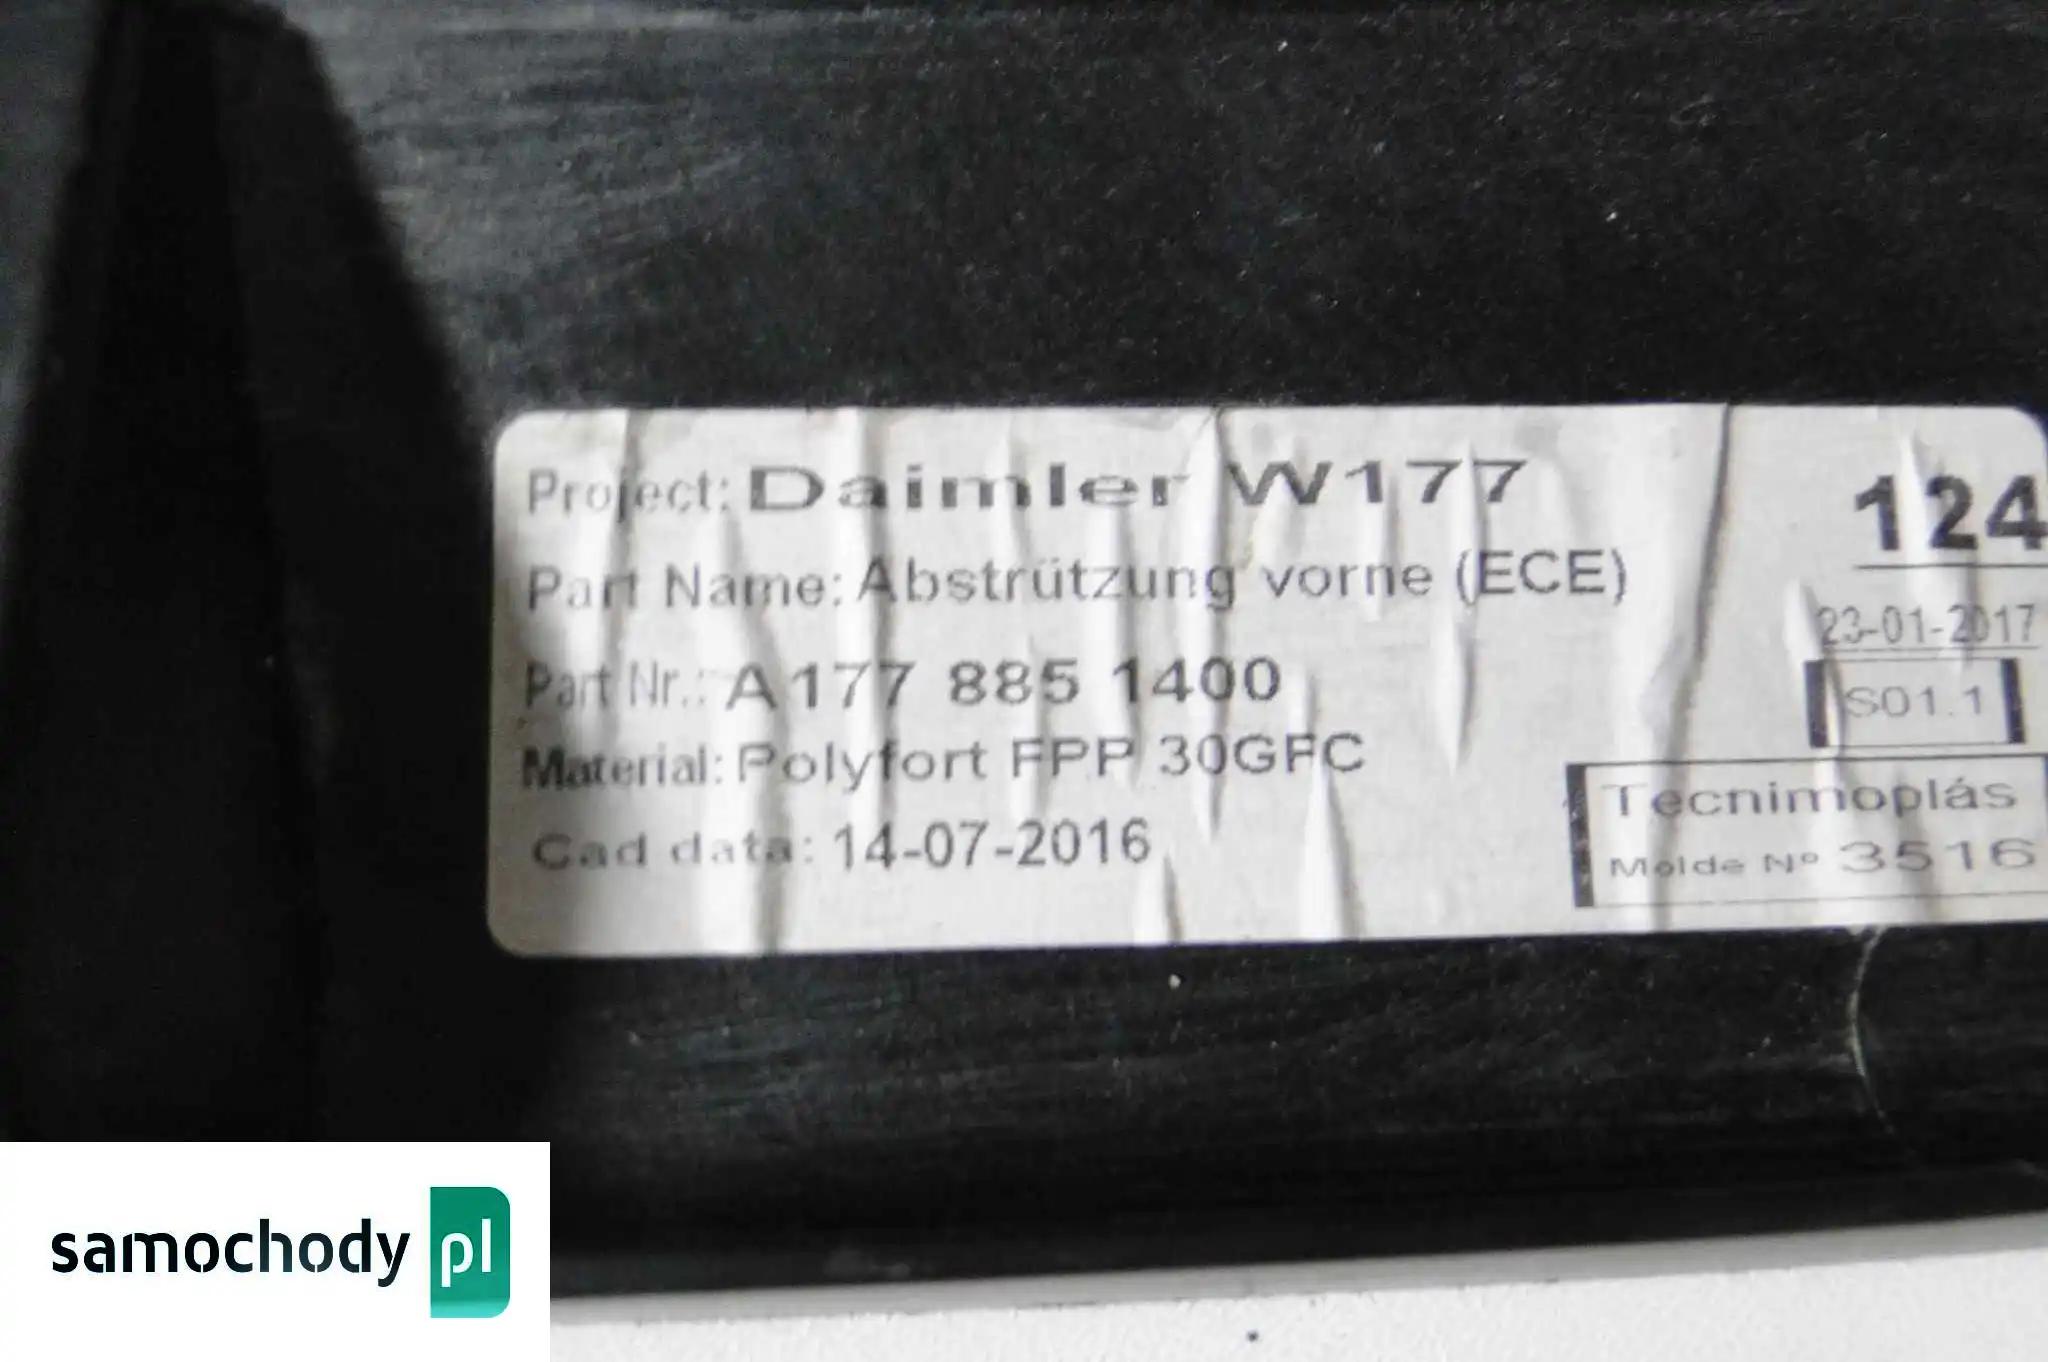 Project: Daimler W177
Part Name: Abstrützung vorne (ECE)
Part Nr.: A177 885 1400
Material: Polyfort FPP 30GFC
Cad data: 14-07-2016
124
23-01-2017
S01.1
Tecnimoplás
Molde Nº 3516
samochody pl